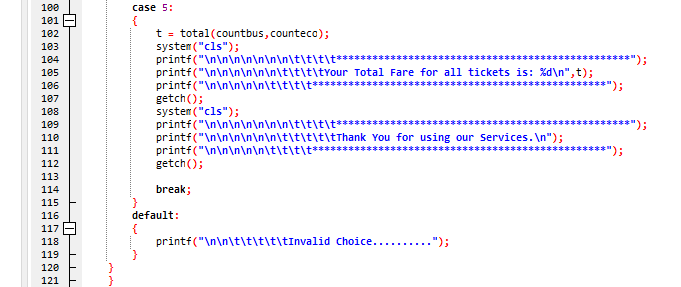 100 case 5:
101 {
102 t = total(countbus,counteco);
103 system("cls");
104 printf("\n\n\n\n\n\n\n\t\t\t\t*************************************************");
105 printf("\n\n\n\n\n\t\t\t\t\tYour Total Fare for all tickets is: %d\n",t);
106 printf("\n\n\n\n\n\t\t\t\t*************************************************");
107 getch();
108 system("cls");
109 printf("\n\n\n\n\n\n\n\t\t\t\t*************************************************");
110 printf("\n\n\n\n\n\t\t\t\t\t\tThank You for using our Services.\n");
111 printf("\n\n\n\n\n\t\t\t\t*************************************************");
112 getch();
113
114 break;
115 }
116 default:
117 {
118 printf("\n\n\t\t\t\t\tInvalid Choice..........");
119 }
120 }
121 }